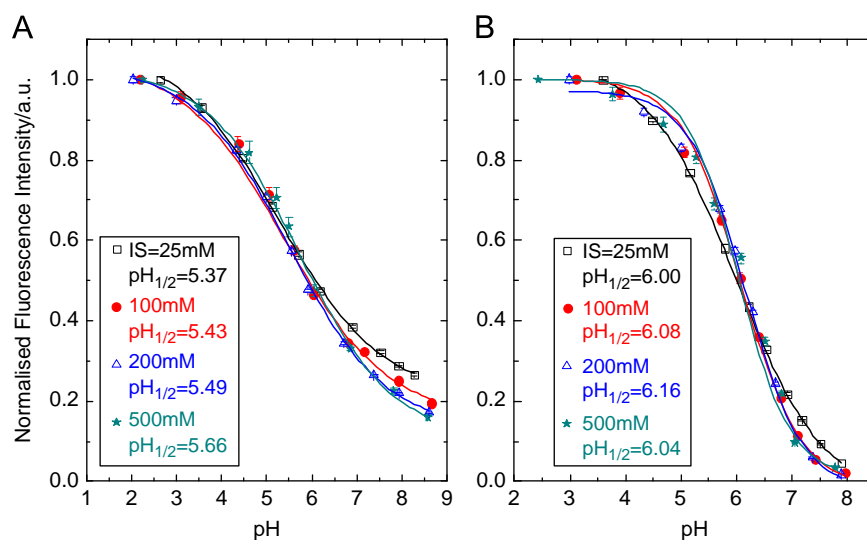 A
B
Normalised Fluorescence Intensity/a.u.
1.0
0.8
0.6
0.4
0.2
0.0
IS=25mM
pH1/2=5.37
100mM
pH1/2=5.43
200mM
pH1/2=5.49
500mM
pH1/2=5.66
1 2 3 4 5 6 7 8 9
pH
1.0
0.8
0.6
0.4
0.2
0.0
IS=25mM
pH1/2=6.00
100mM
pH1/2=6.08
200mM
pH1/2=6.16
500mM
pH1/2=6.04
2 3 4 5 6 7 8
pH